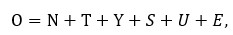 O = N + T + Y + S + U + E,